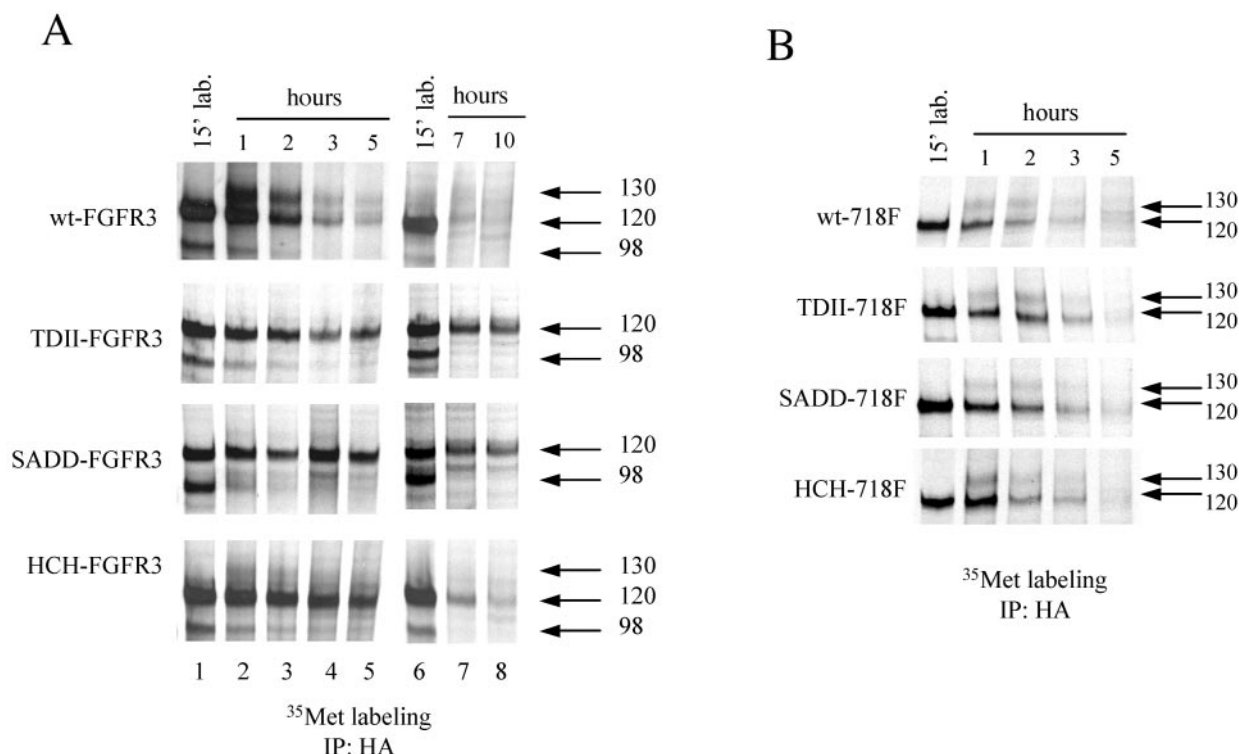 A
15' lab.
hours
1 2 3 5
15' lab.
hours
7 10
wt-FGFR3
130
120
98
TDII-FGFR3
120
98
SADD-FGFR3
120
98
HCH-FGFR3
130
120
98
1 2 3 4 5 6 7 8
³⁵Met labeling
IP: HA
B
15' lab.
hours
1 2 3 5
wt-718F
130
120
TDII-718F
130
120
SADD-718F
130
120
HCH-718F
130
120
³⁵Met labeling
IP: HA